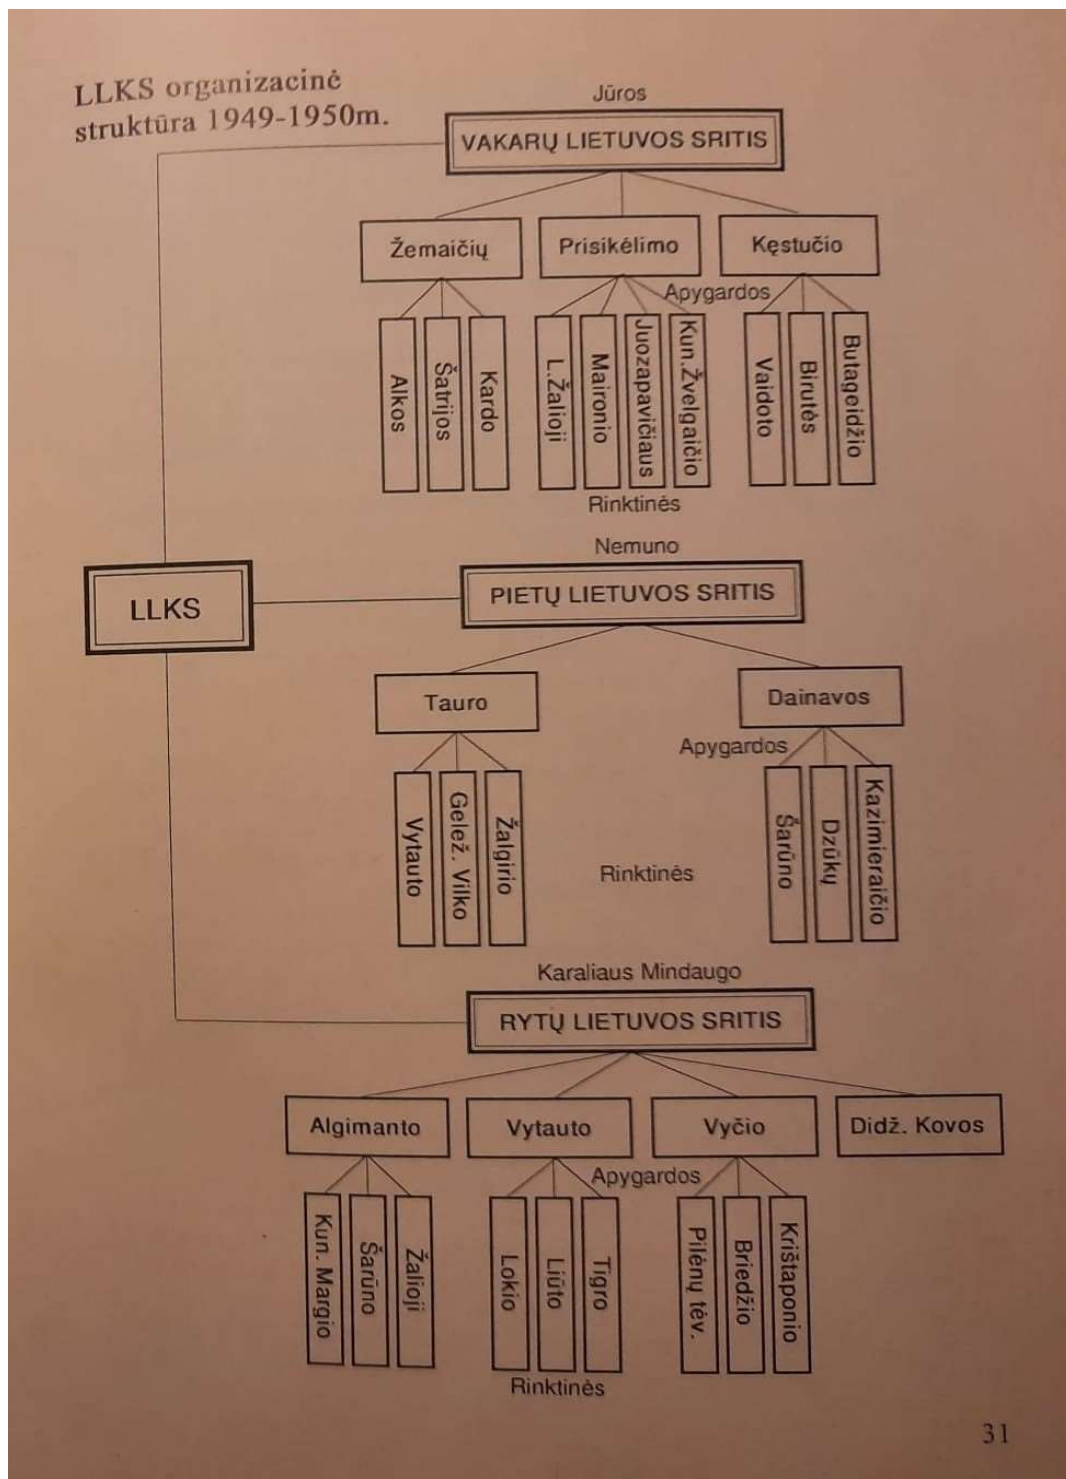 LLKS organizacinė
struktūra 1949-1950m.
Jūros
VAKARŲ LIETUVOS SRITIS
Žemaičių
Prisikėlimo
Kęstučio
Apygardos
Alkos
Šatrijos
Kardo
L.Žalioji
Maironio
Juozapavičiaus
Kun.Žvelgaičio
Vaidoto
Birutės
Butageidžio
Rinktinės
LLKS
Nemuno
PIETŲ LIETUVOS SRITIS
Tauro
Dainavos
Apygardos
Vytauto
Gelež. Vilko
Žalgirio
Rinktinės
Šarūno
Dzūkų
Kazimieraičio
Karaliaus Mindaugo
RYTŲ LIETUVOS SRITIS
Algimanto
Vytauto
Vyčio
Didž. Kovos
Apygardos
Kun. Margio
Šarūno
Žalioji
Lokio
Liūto
Tigro
Pilėnų tėv.
Briedžio
Krištaponio
Rinktinės
31